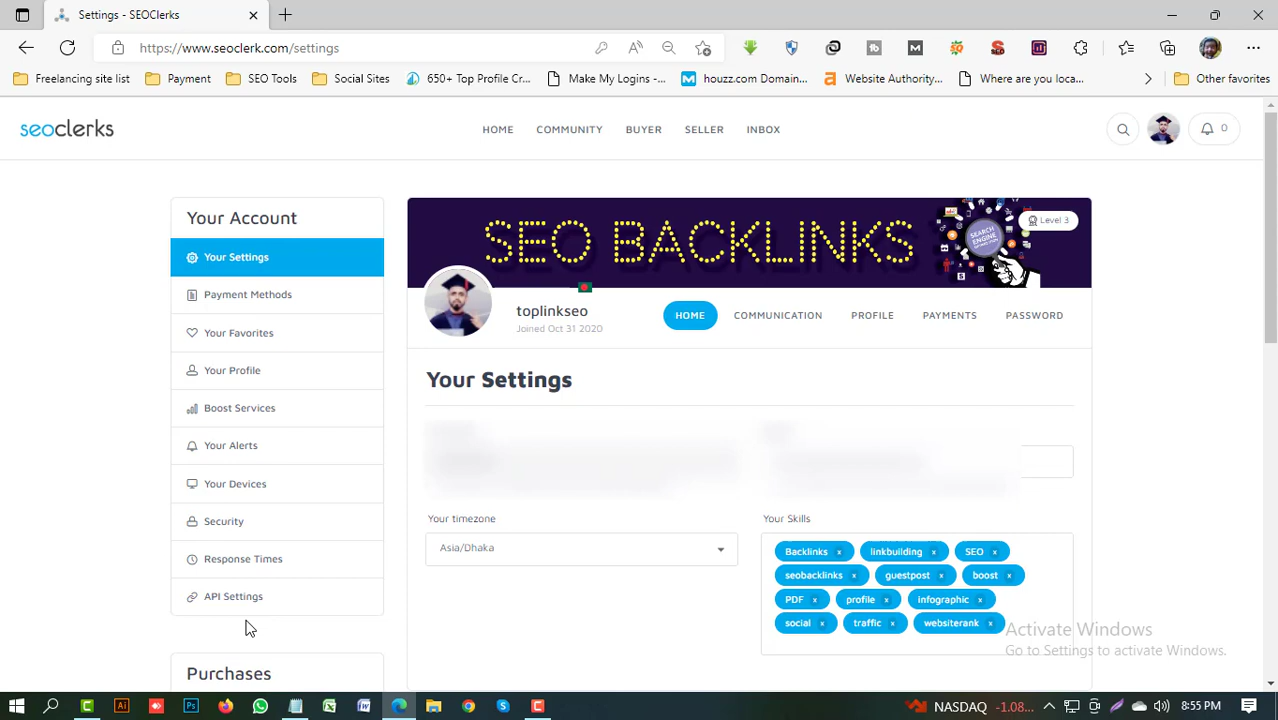 Settings - SEOClerks
https://www.seoclerk.com/settings
Freelancing site list
Payment
SEO Tools
Social Sites
650+ Top Profile Cr...
Make My Logins -...
houzz.com Domain...
Website Authority...
Where are you loca...
Other favorites
seoclerks
HOME
COMMUNITY
BUYER
SELLER
INBOX
0
Your Account
Your Settings
Payment Methods
Your Favorites
Your Profile
Boost Services
Your Alerts
Your Devices
Security
Response Times
API Settings
Purchases
SEO BACKLINKS
SEARCH
ENGINE
Level 3
toplinkseo
Joined Oct 31 2020
HOME
COMMUNICATION
PROFILE
PAYMENTS
PASSWORD
Your Settings
Your timezone
Asia/Dhaka
Your Skills
Backlinks x linkbuilding x SEO x
seobacklinks x guestpost x boost x
PDF x profile x infographic x
social x traffic x websiterank x
Activate Windows
Go to Settings to activate Windows.
NASDAQ -1.08...
8:55 PM